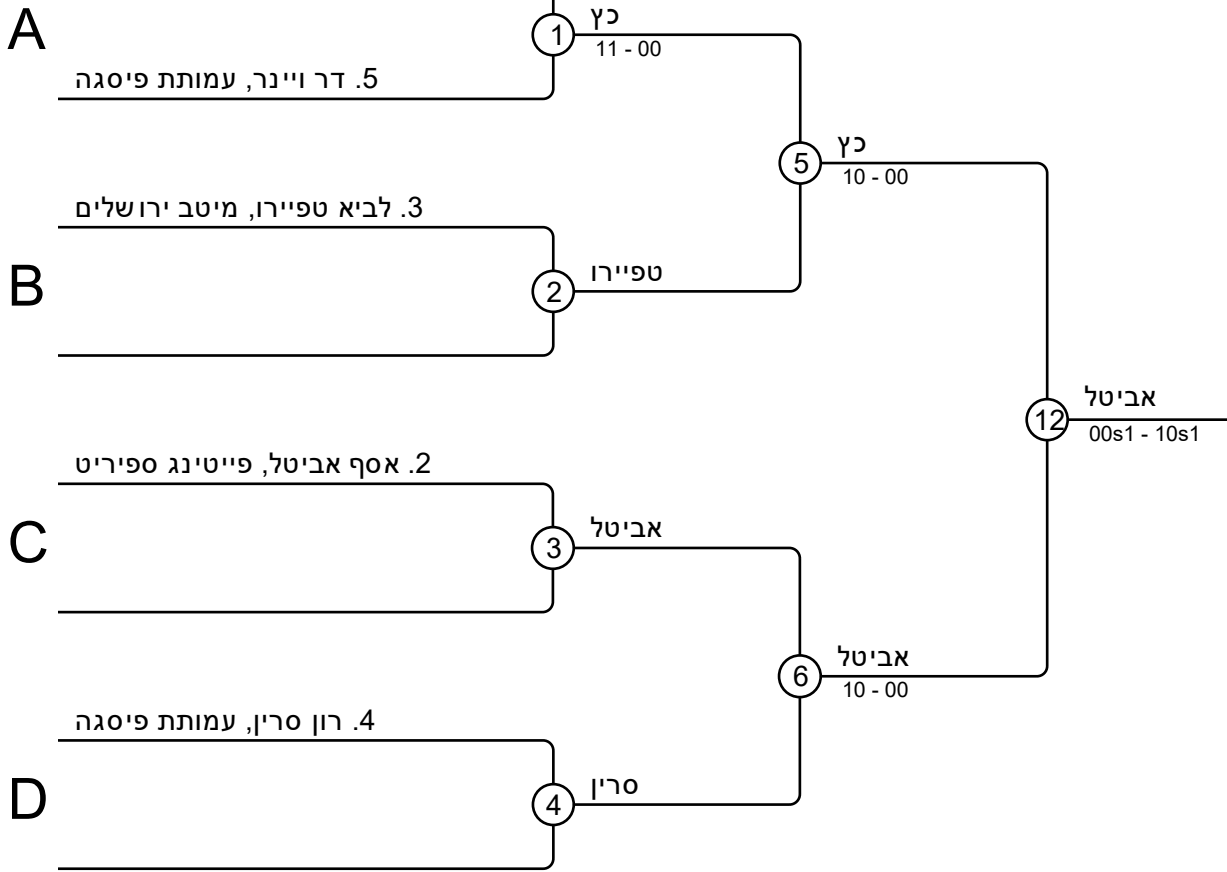 A
1
כץ
11 - 00
5. דר ויינר, עמותת פיסגה
5
כץ
10 - 00
3. לביא טפיירו, מיטב ירושלים
B
2
טפיירו
12
אביטל
00s1 - 10s1
2. אסף אביטל, פייטינג ספיריט
C
3
אביטל
6
אביטל
10 - 00
4. רון סרין, עמותת פיסגה
D
4
סרין